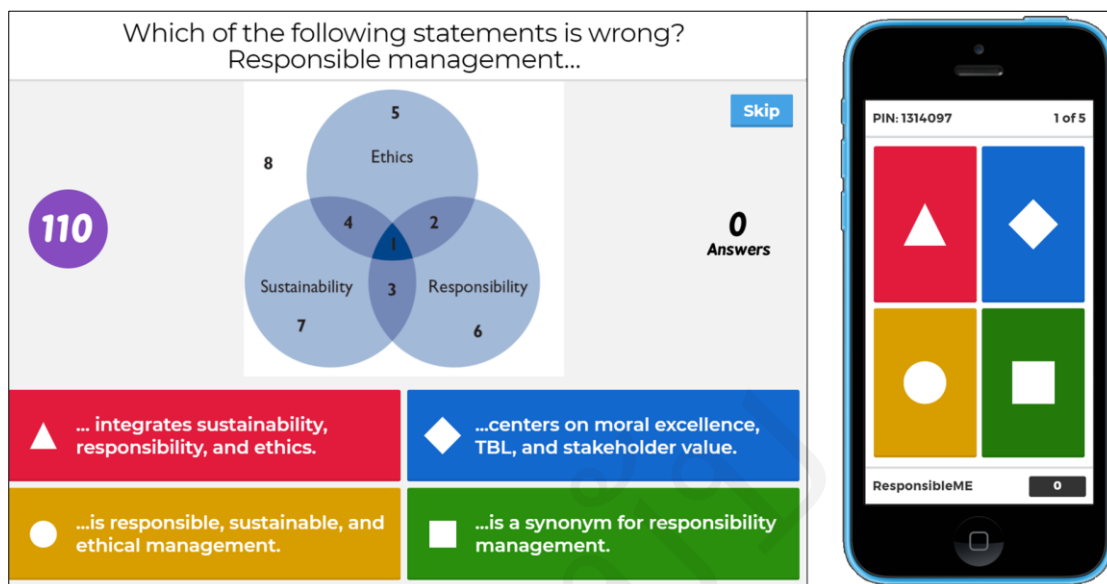 Which of the following statements is wrong?
Responsible management...
Skip
5
Ethics
8
110
4
2
1
0
Answers
Sustainability
3
Responsibility
7
6
... integrates sustainability,
responsibility, and ethics.
...centers on moral excellence,
TBL, and stakeholder value.
...is responsible, sustainable, and
ethical management.
...is a synonym for responsibility
management.
PIN: 1314097
1 of 5
ResponsibleME
0